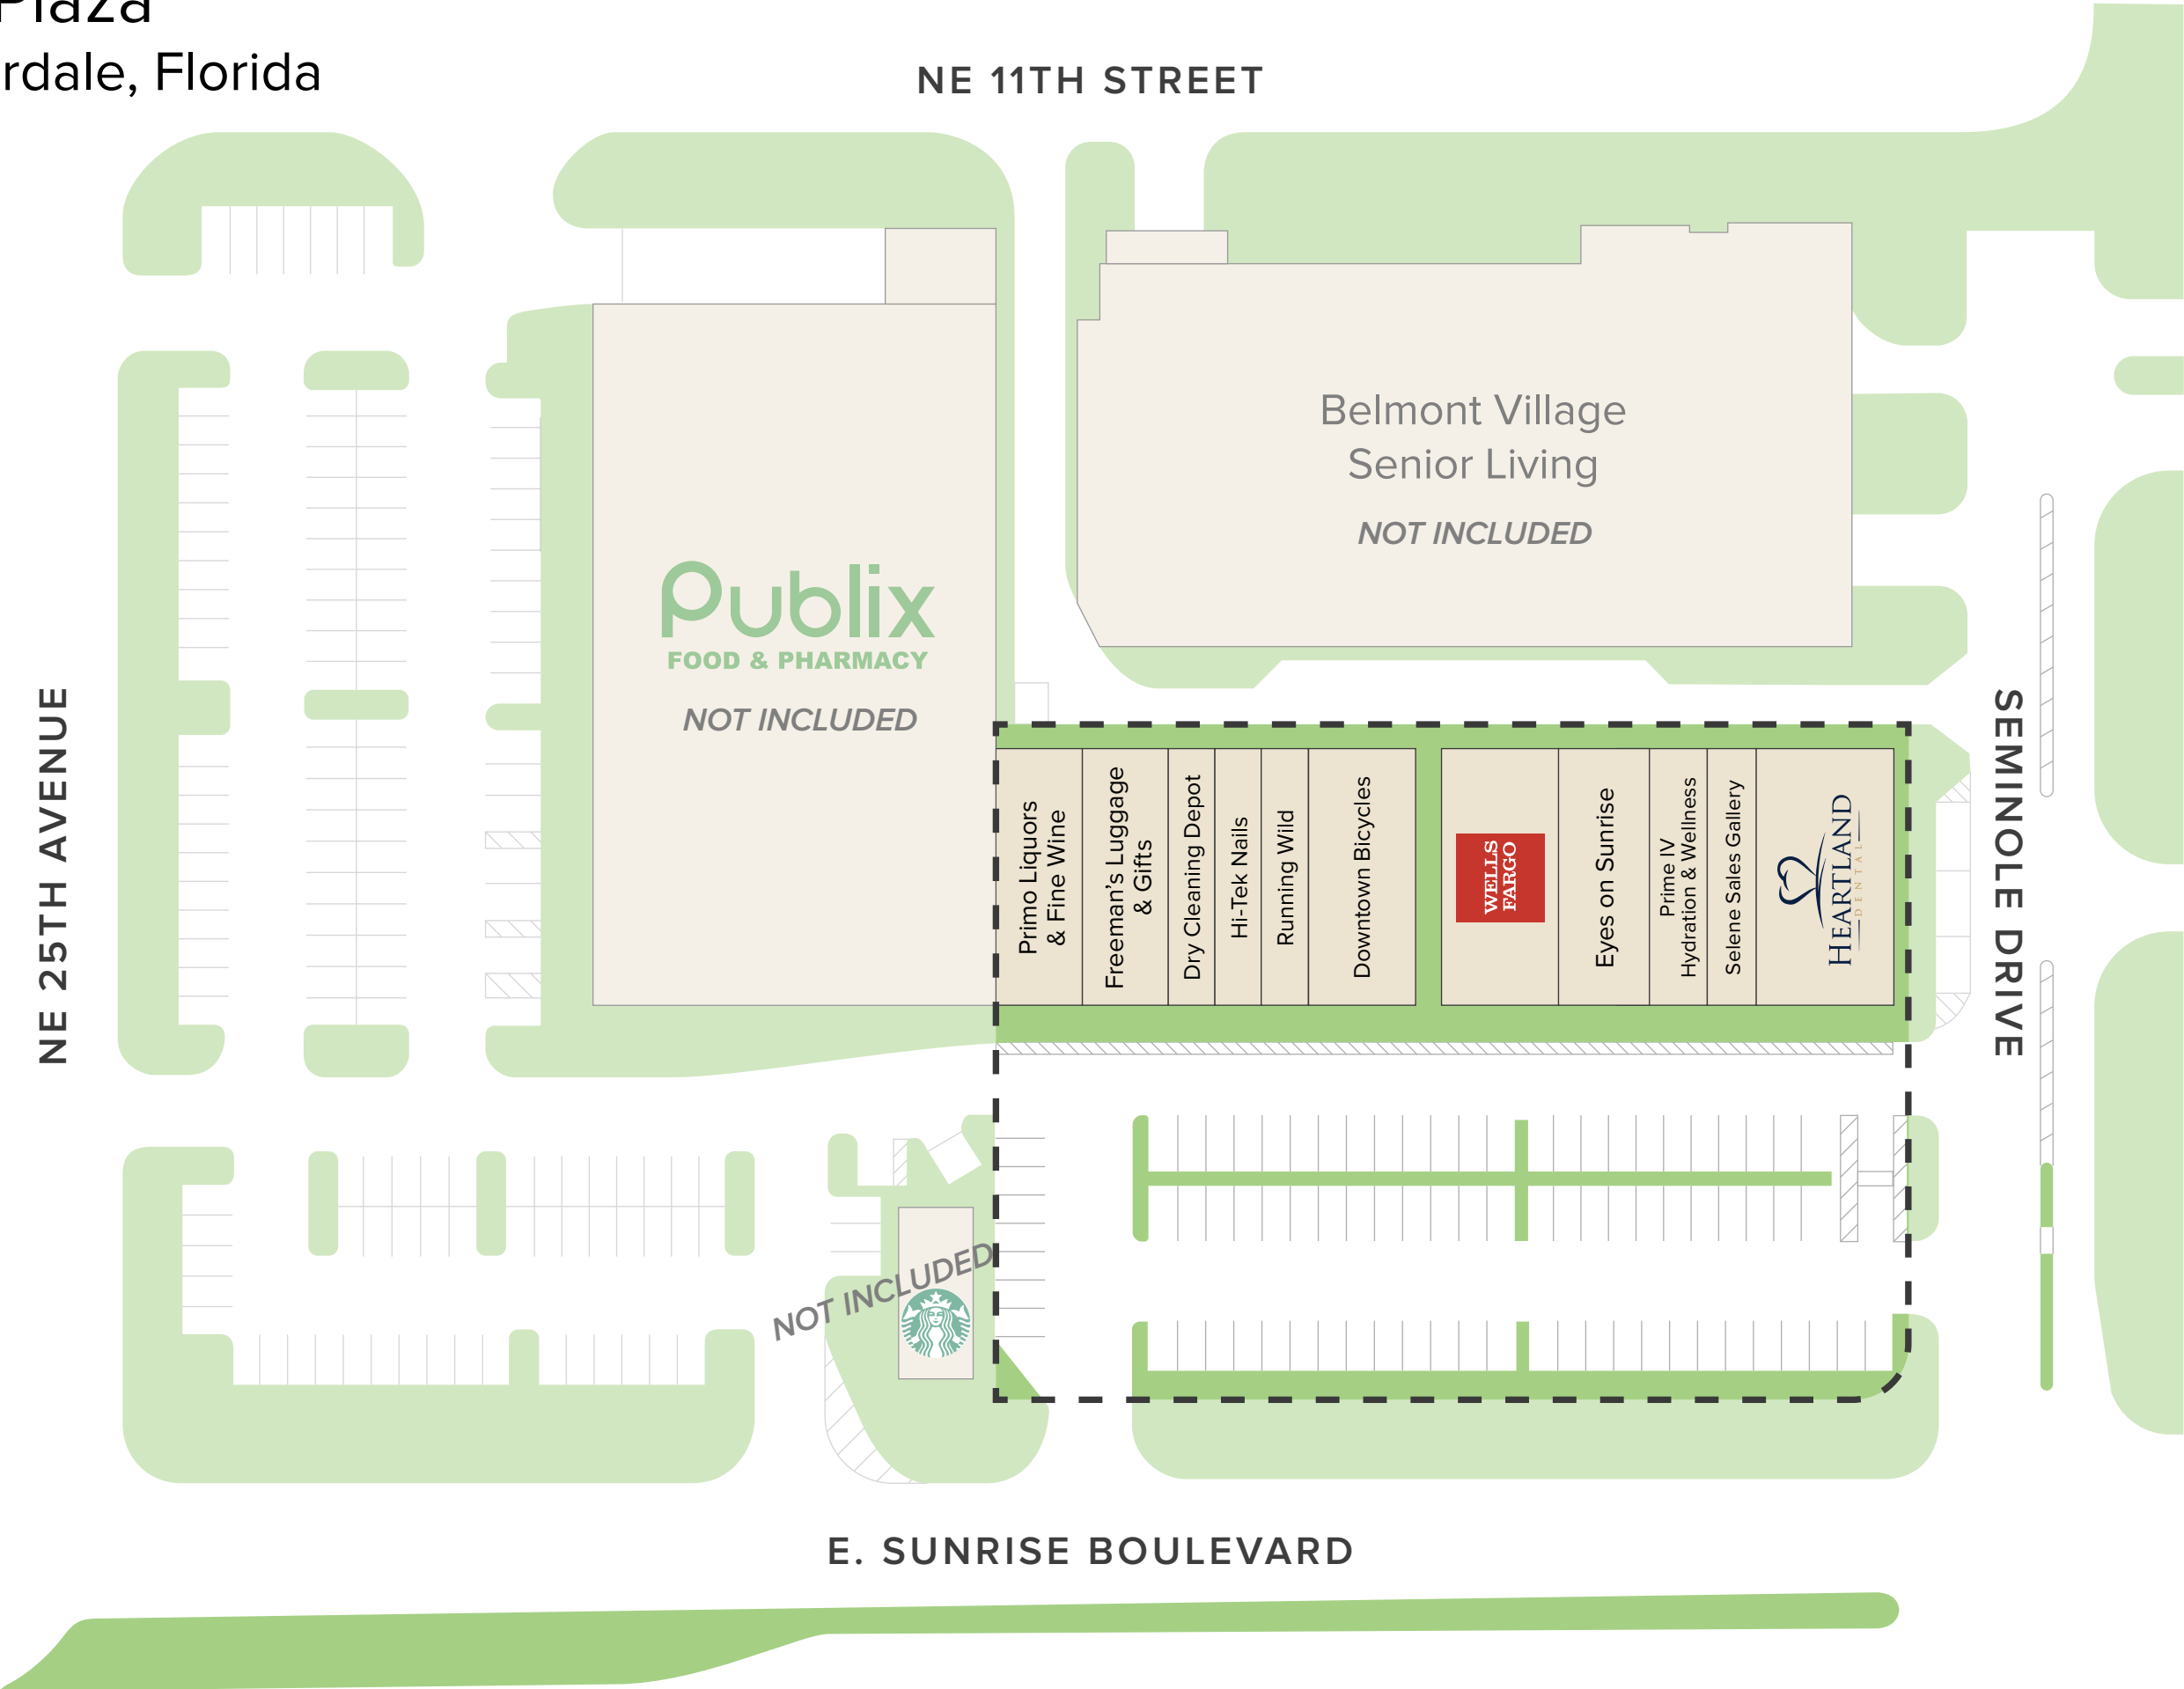 Plaza
rdale, Florida
NE 11TH STREET
Belmont Village
Senior Living
NOT INCLUDED
Publix
FOOD & PHARMACY
NOT INCLUDED
NE 25TH AVENUE
SEMINOLE DRIVE
Primo Liquors
& Fine Wine
Freeman's Luggage
& Gifts
Dry Cleaning Depot
Hi-Tek Nails
Running Wild
Downtown Bicycles
WELLS
FARGO
Eyes on Sunrise
Prime IV
Hydration & Wellness
Selene Sales Gallery
HEARTLAND
DENTAL
NOT INCLUDED
E. SUNRISE BOULEVARD